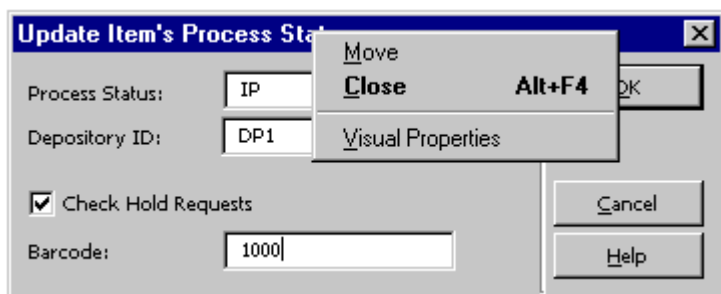 Update Item's Process Sta
Move
Close Alt+F4
Visual Properties
Process Status: IP
OK
Depository ID: DP1
Check Hold Requests
Cancel
Barcode: 1000
Help